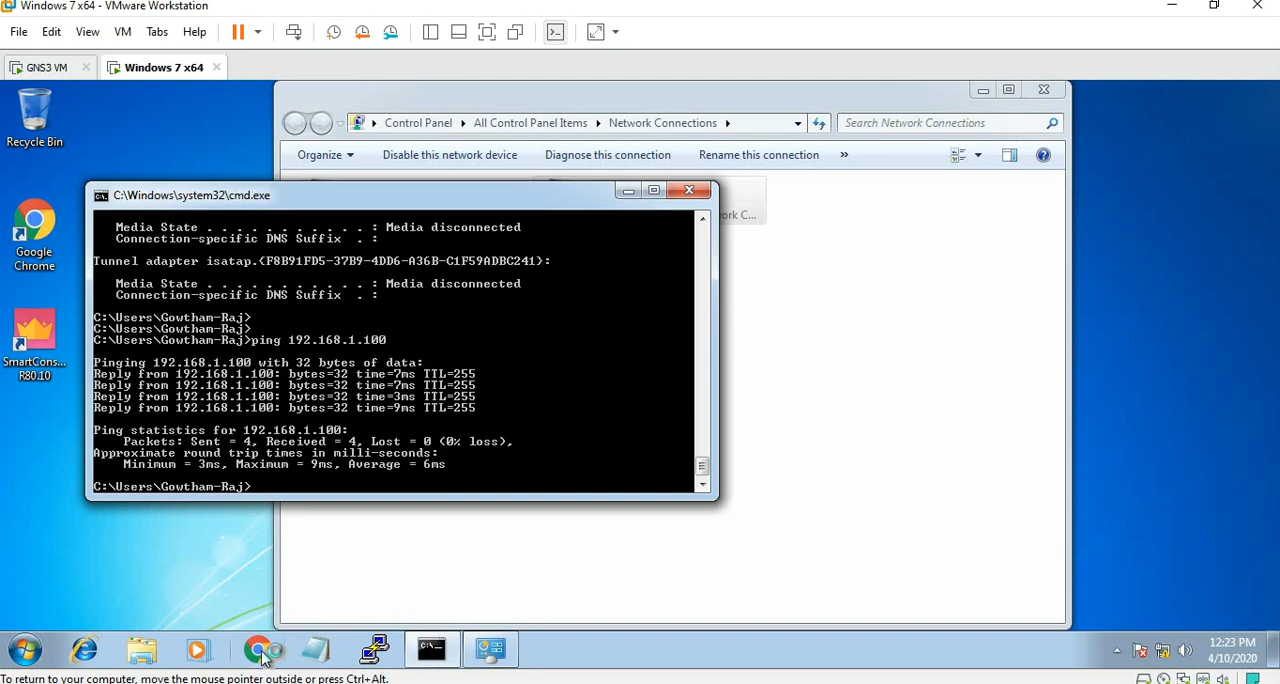 Windows 7 x64 - VMware Workstation
File Edit View VM Tabs Help
GNS3 VM
Windows 7 x64
Recycle Bin
Control Panel All Control Panel Items Network Connections
Search Network Connections
Organize Disable this network device Diagnose this connection Rename this connection »
ork C...
C:\Windows\system32\cmd.exe
Media State . . . . . . . . . . . : Media disconnected
Connection-specific DNS Suffix . :
Tunnel adapter isatap.{F8B91FD5-37B9-4DD6-A36B-C1F59ADBC241}:
Media State . . . . . . . . . . . : Media disconnected
Connection-specific DNS Suffix . :
C:\Users\Gowtham-Raj>
C:\Users\Gowtham-Raj>
C:\Users\Gowtham-Raj>ping 192.168.1.100
Pinging 192.168.1.100 with 32 bytes of data:
Reply from 192.168.1.100: bytes=32 time=7ms TTL=255
Reply from 192.168.1.100: bytes=32 time=7ms TTL=255
Reply from 192.168.1.100: bytes=32 time=3ms TTL=255
Reply from 192.168.1.100: bytes=32 time=9ms TTL=255
Ping statistics for 192.168.1.100:
Packets: Sent = 4, Received = 4, Lost = 0 (0% loss),
Approximate round trip times in milli-seconds:
Minimum = 3ms, Maximum = 9ms, Average = 6ms
C:\Users\Gowtham-Raj>
Google
Chrome
SmartCons...
R80.10
12:23 PM
4/10/2020
To return to your computer, move the mouse pointer outside or press Ctrl+Alt.